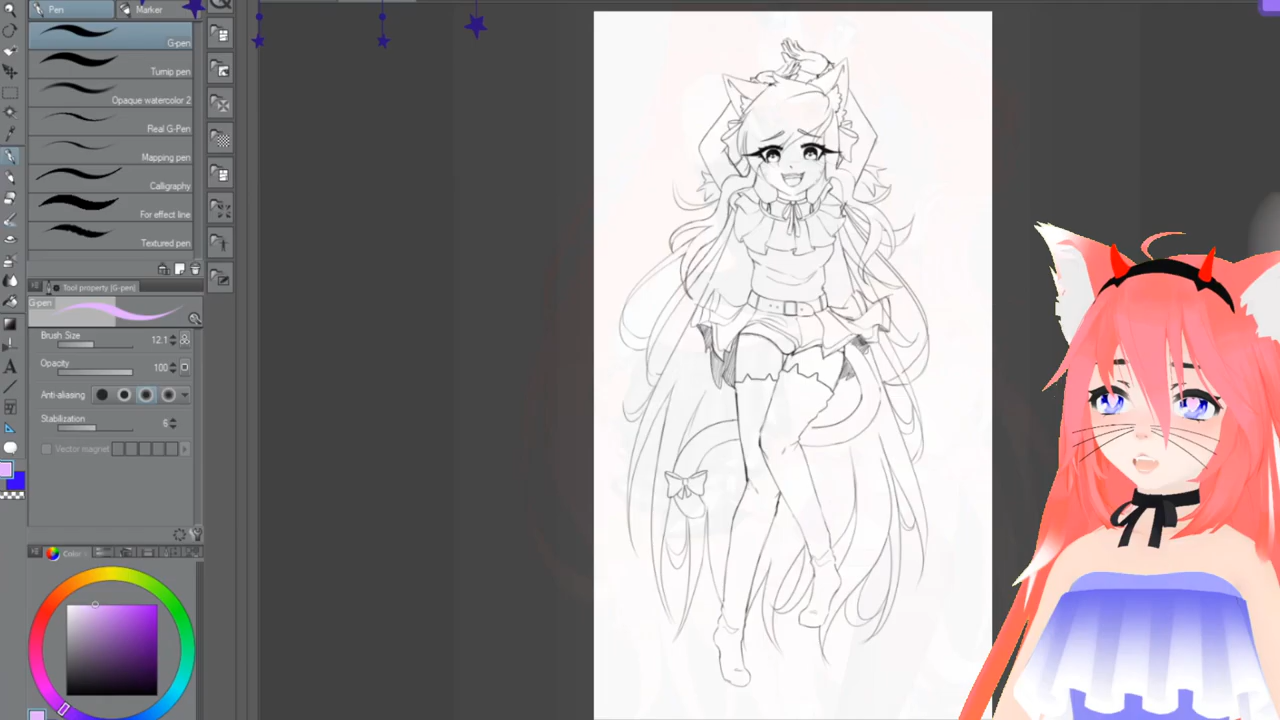 Pen
Marker
G-pen
Turnip pen
Opaque watercolor 2
Real G-Pen
Mapping pen
Calligraphy
For effect line
Textured pen
Tool property (G-pen)
G-pen
Brush Size
12.1
Opacity
100
Anti-aliasing
Stabilization
6
Vector magnet
Color